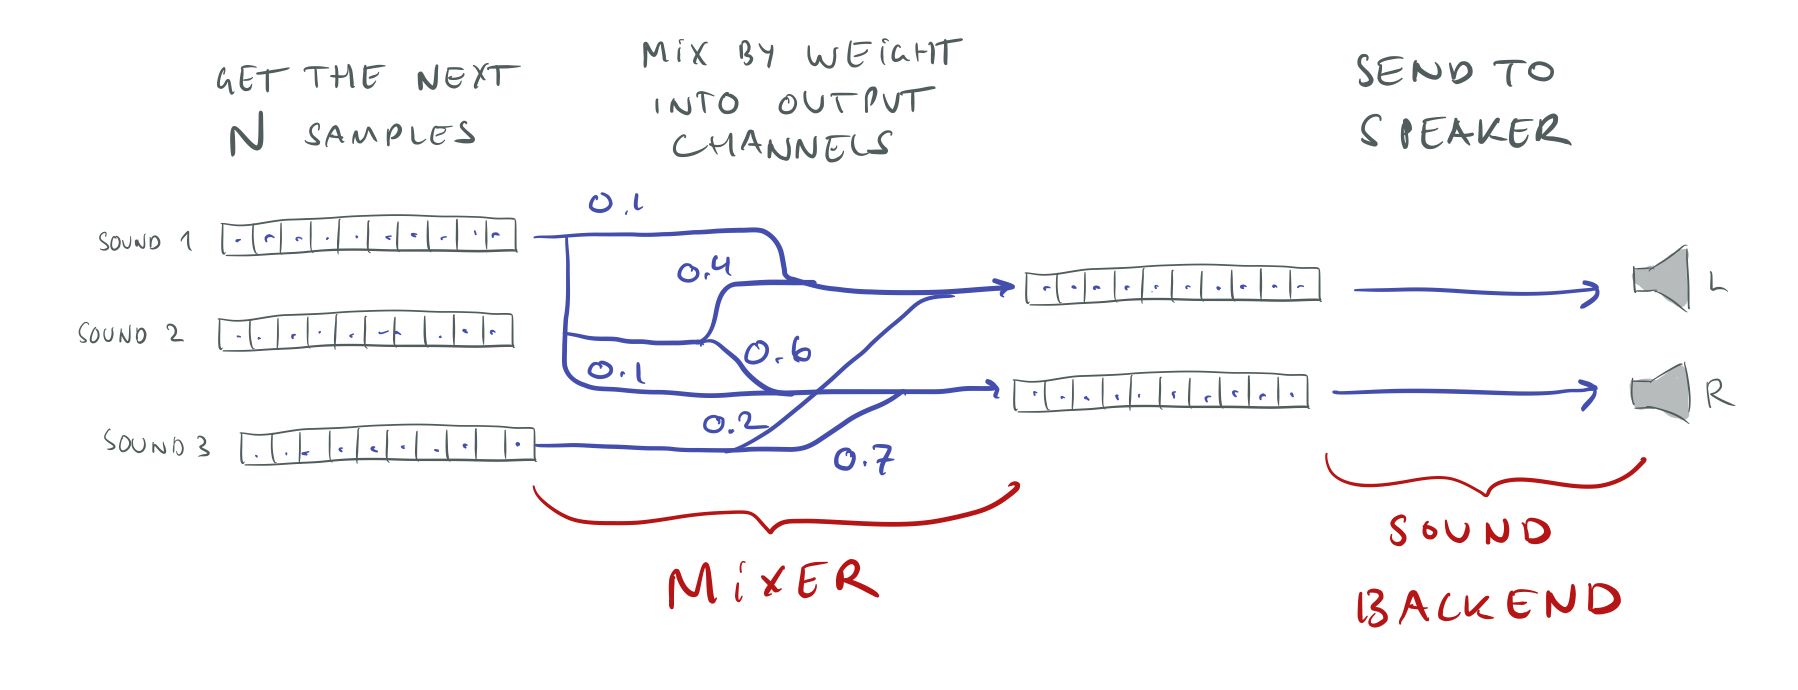 GET THE NEXT
N SAMPLES
MiX BY WEiGHT
INTO OUTPUT
CHANNELS
SEND TO
SPEAKER
SOUND 1
0.1
0.4
L
SOUND 2
0.6
0.1
R
SOUND 3
0.2
0.7
MiXER
SOUND
BACKEND